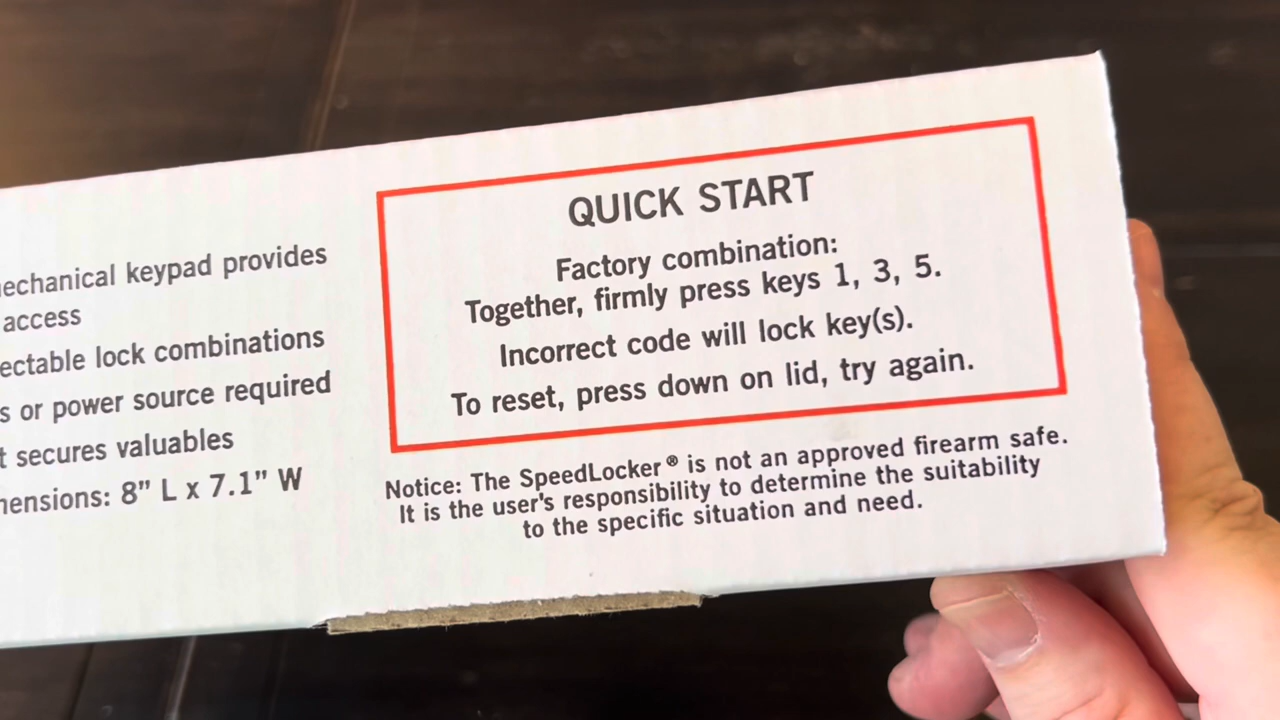 mechanical keypad provides
access
lock combinations
or power source required
secures valuables
8” L x 7.1” W
QUICK START
Factory combination:
Together, firmly press keys 1, 3, 5.
Incorrect code will lock key(s).
To reset, press down on lid, try again.
Notice: The SpeedLocker® is not an approved firearm safe.
It is the user's responsibility to determine the suitability
to the specific situation and need.